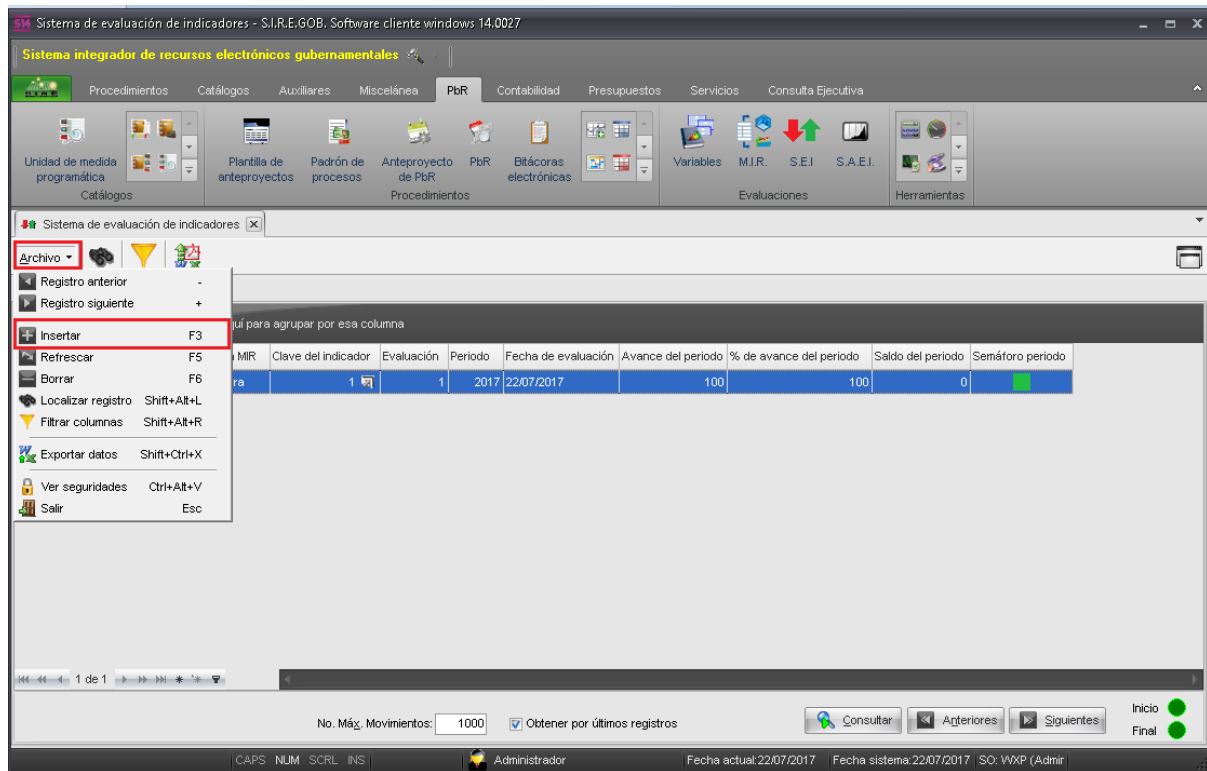 S14 Sistema de evaluación de indicadores - S.I.R.E.GOB. Software cliente windows 14.0027
Sistema integrador de recursos electrónicos gubernamentales
Procedimientos Catálogos Auxiliares Miscelánea PbR Contabilidad Presupuestos Servicios Consulta Ejecutiva
Unidad de medida programática
Plantilla de anteproyectos
Padrón de procesos
Anteproyecto de PbR
PbR
Bitácoras electrónicas
Variables
M.I.R.
S.E.I
S.A.E.I.
Catálogos Procedimientos Evaluaciones Herramientas
Sistema de evaluación de indicadores
Archivo
Registro anterior -
Registro siguiente +
Insertar F3
Refrescar F5
Borrar F6
Localizar registro Shift+Alt+L
Filtrar columnas Shift+Alt+R
Exportar datos Shift+Ctrl+X
Ver seguridades Ctrl+Alt+V
Salir Esc
quí para agrupar por esa columna
MIR Clave del indicador Evaluación Periodo Fecha de evaluación Avance del periodo % de avance del periodo Saldo del periodo Semáforo periodo
ra 1 1 2017 22/07/2017 100 100 0
1 de 1
No. Máx. Movimientos: 1000 Obtener por últimos registros Consultar Anteriores Siguientes
Inicio
Final
CAPS NUM SCRL INS Administrador Fecha actual:22/07/2017 Fecha sistema:22/07/2017 SO: WXP (Admir